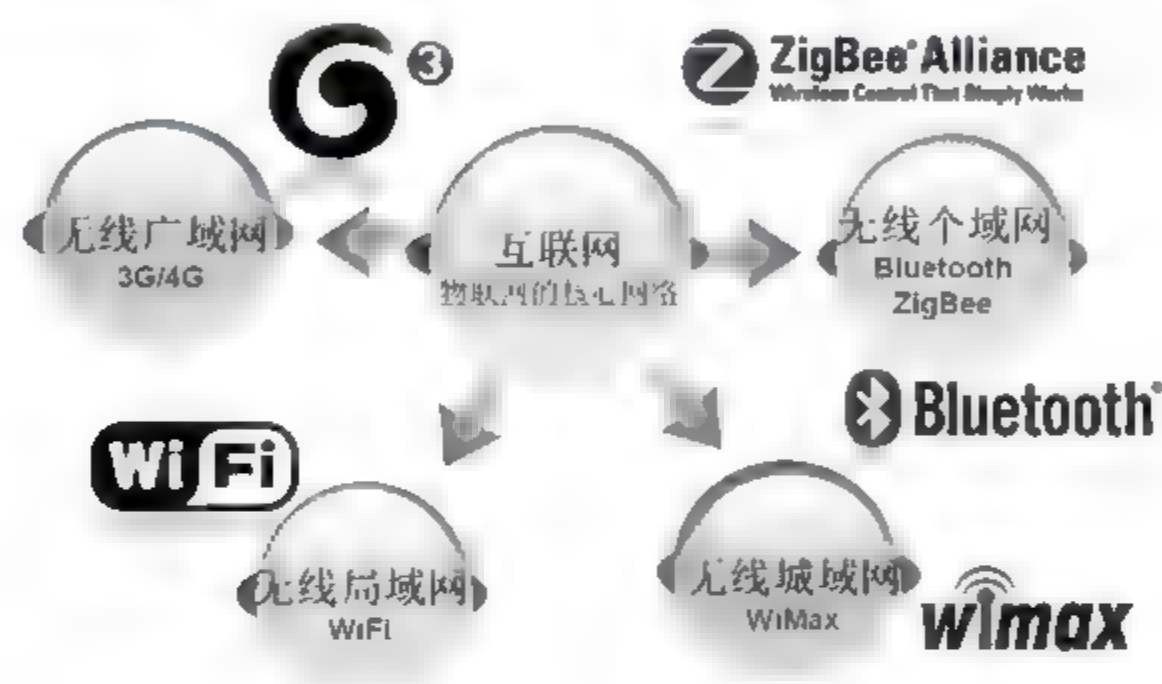 G3
ZigBee Alliance
Wireless Control That Simply Works
无线广域网
3G/4G
互联网
物联网的核心网络
无线个域网
Bluetooth
ZigBee
Bluetooth
WiFi
无线局域网
WiFi
无线城域网
WiMax
wimax